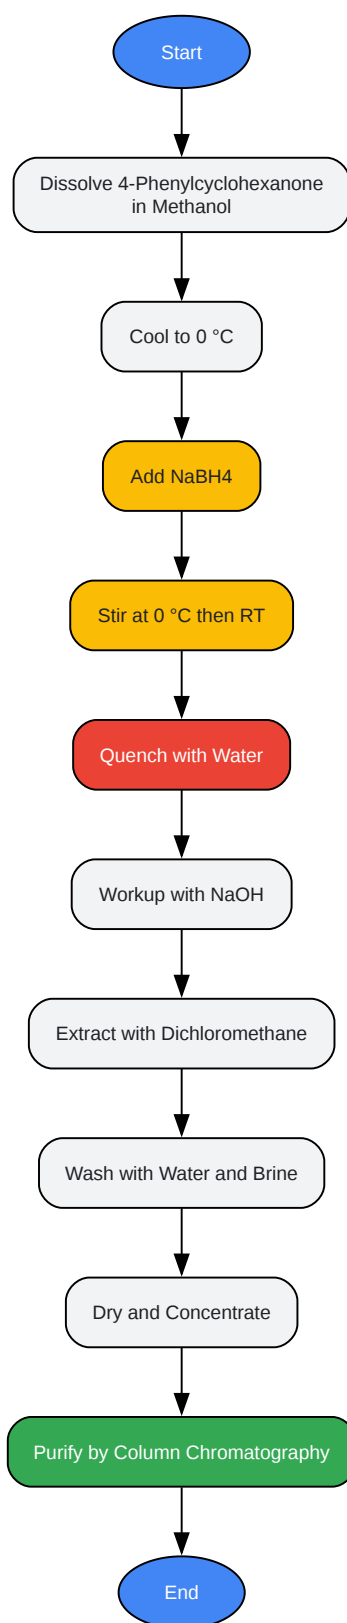 Start
Dissolve 4-Phenylcyclohexanone
in Methanol
Cool to 0 °C
Add NaBH4
Stir at 0 °C then RT
Quench with Water
Workup with NaOH
Extract with Dichloromethane
Wash with Water and Brine
Dry and Concentrate
Purify by Column Chromatography
End